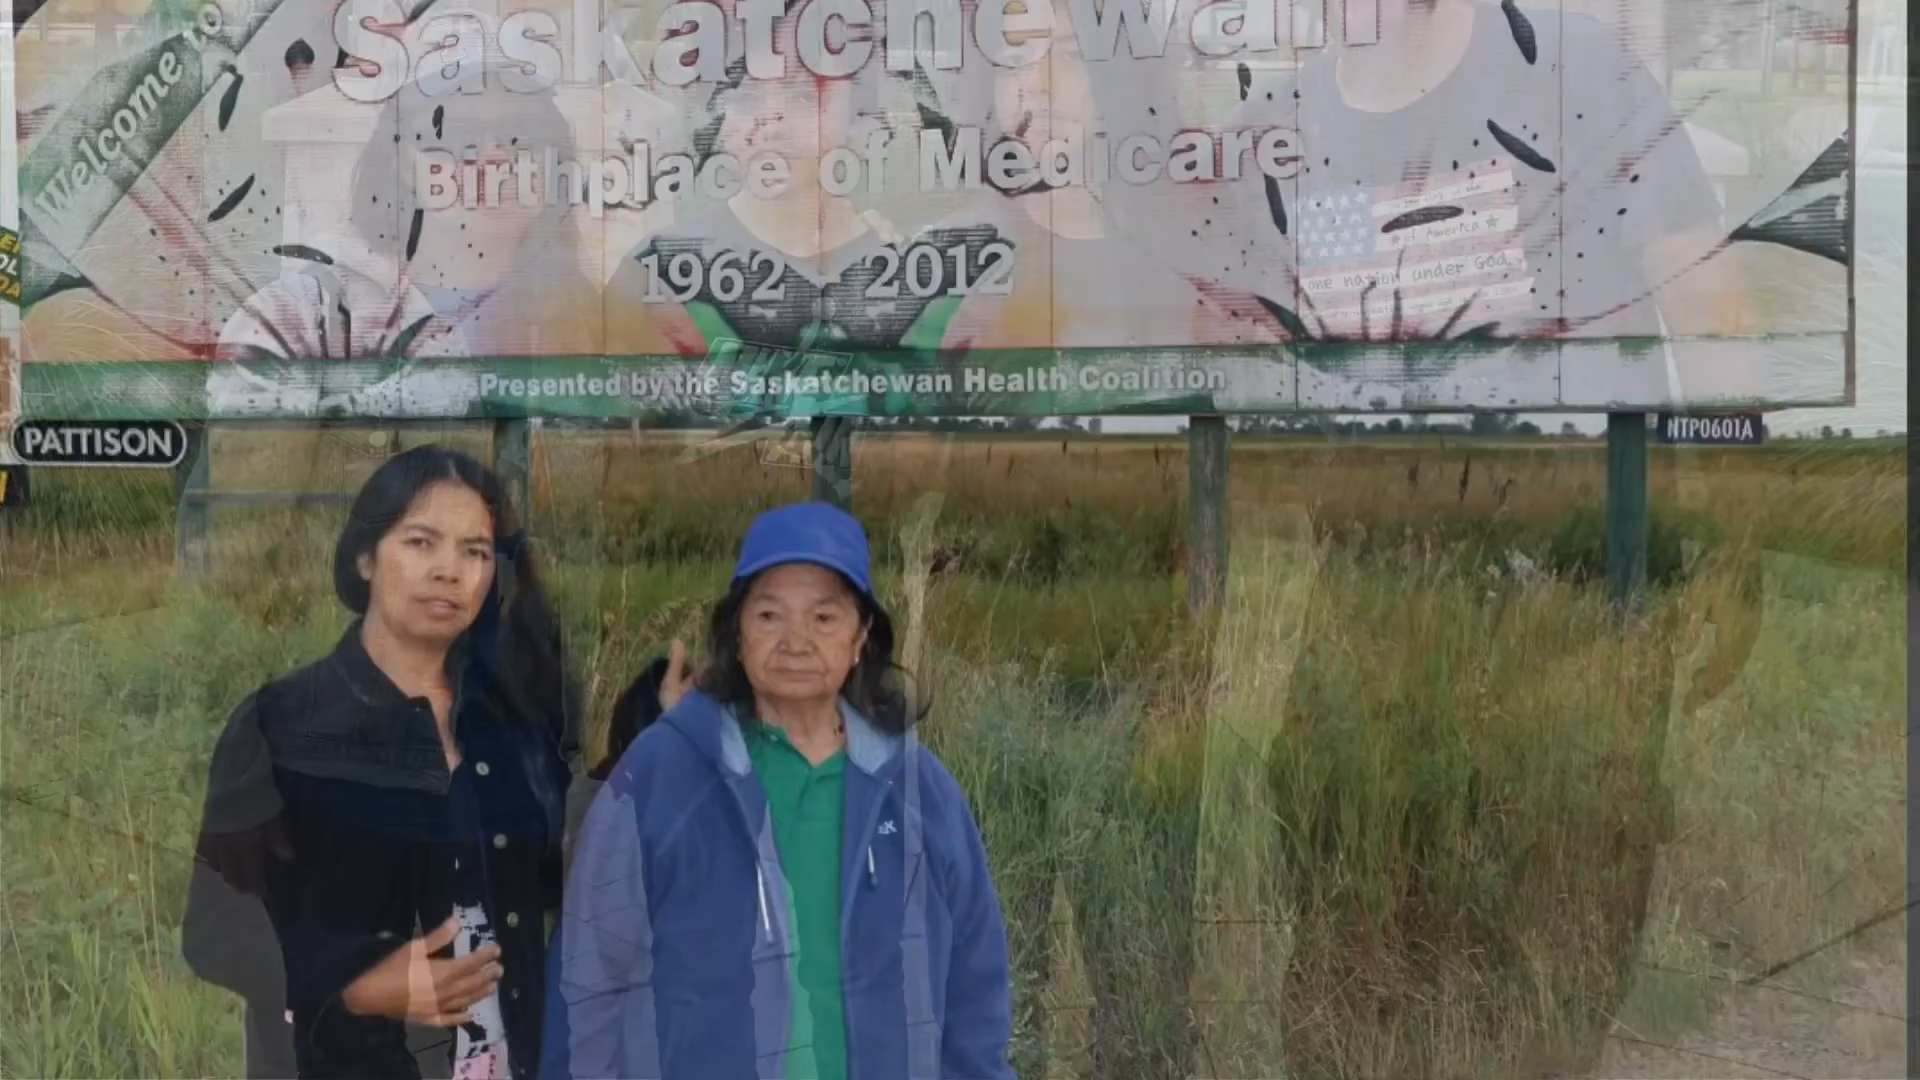 Welcome to
Saskatchewan
Birthplace of Medicare
1962 2012
of America
one nation under God,
Presented by the Saskatchewan Health Coalition
PATTISON
NTP0601A